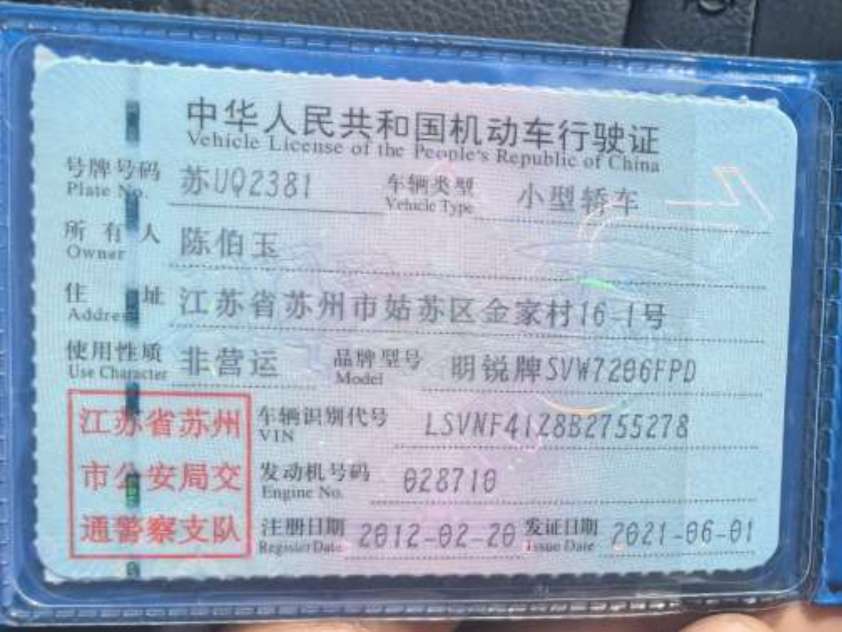 中华人民共和国机动车行驶证
Vehicle License of the People's Republic of China
号牌号码 苏UQ2381 车辆类型 小型轿车
Plate No. Vehicle Type
所有人 陈伯玉
Owner
住址 江苏省苏州市姑苏区金家村16-1号
Address
使用性质 非营运 品牌型号 明锐牌SVW7206FPD
Use Character Model
江苏省苏州 车辆识别代号 LSVNF41Z8B2755278
VIN
市公安局交 发动机号码 028710
Engine No.
通警察支队 注册日期 2012-02-20 发证日期 2021-06-01
Register Date Issue Date